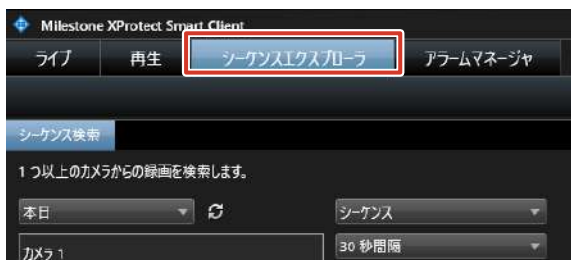 Milestone XProtect Smart Client
ライブ 再生 シーケンスエクスプローラ アラームマネージャ
シーケンス検索
1 つ以上のカメラからの録画を検索します。
本日 シーケンス
カメラ 1 30 秒間隔